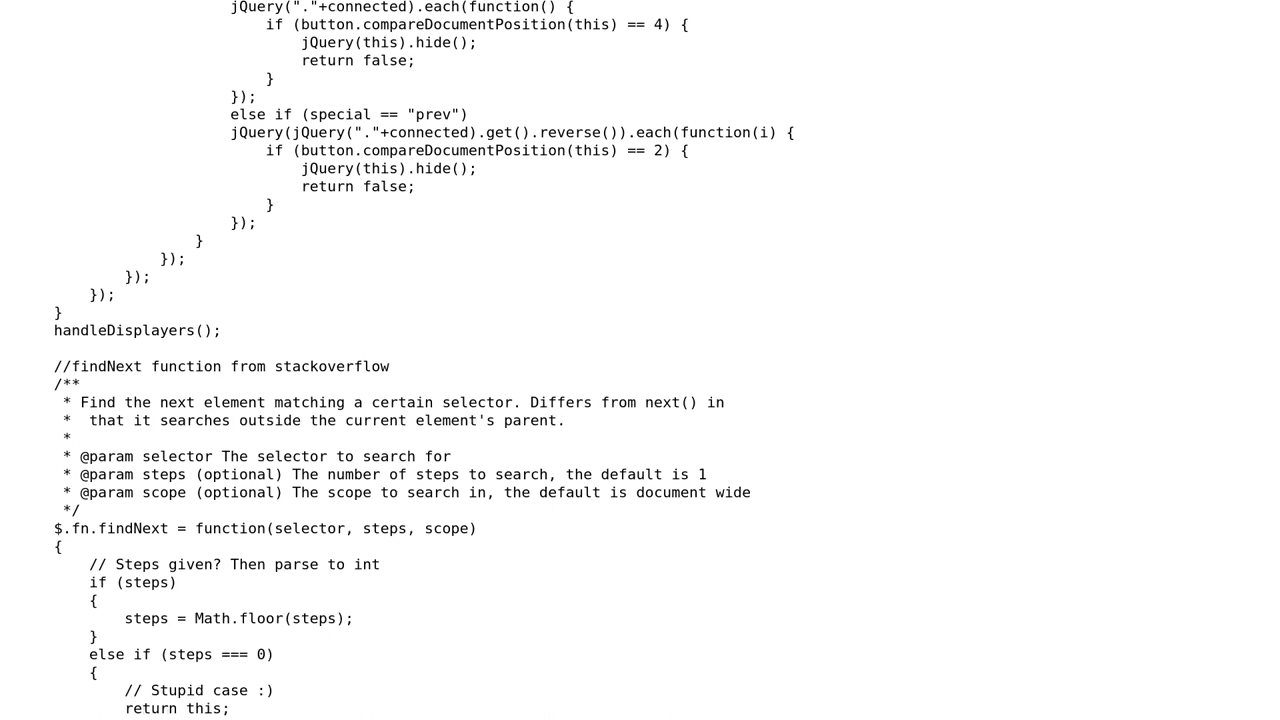 jQuery("."+connected).each(function() {
                        if (button.compareDocumentPosition(this) == 4) {
                            jQuery(this).hide();
                            return false;
                        }
                    });
                    else if (special == "prev")
                    jQuery(jQuery("."+connected).get().reverse()).each(function(i) {
                        if (button.compareDocumentPosition(this) == 2) {
                            jQuery(this).hide();
                            return false;
                        }
                    });
                }
            });
        });
    });
}
handleDisplayers();

//findNext function from stackoverflow
/**
 * Find the next element matching a certain selector. Differs from next() in
 *  that it searches outside the current element's parent.
 *
 * @param selector The selector to search for
 * @param steps (optional) The number of steps to search, the default is 1
 * @param scope (optional) The scope to search in, the default is document wide
 */
$.fn.findNext = function(selector, steps, scope)
{
    // Steps given? Then parse to int
    if (steps)
    {
        steps = Math.floor(steps);
    }
    else if (steps === 0)
    {
        // Stupid case :)
        return this;